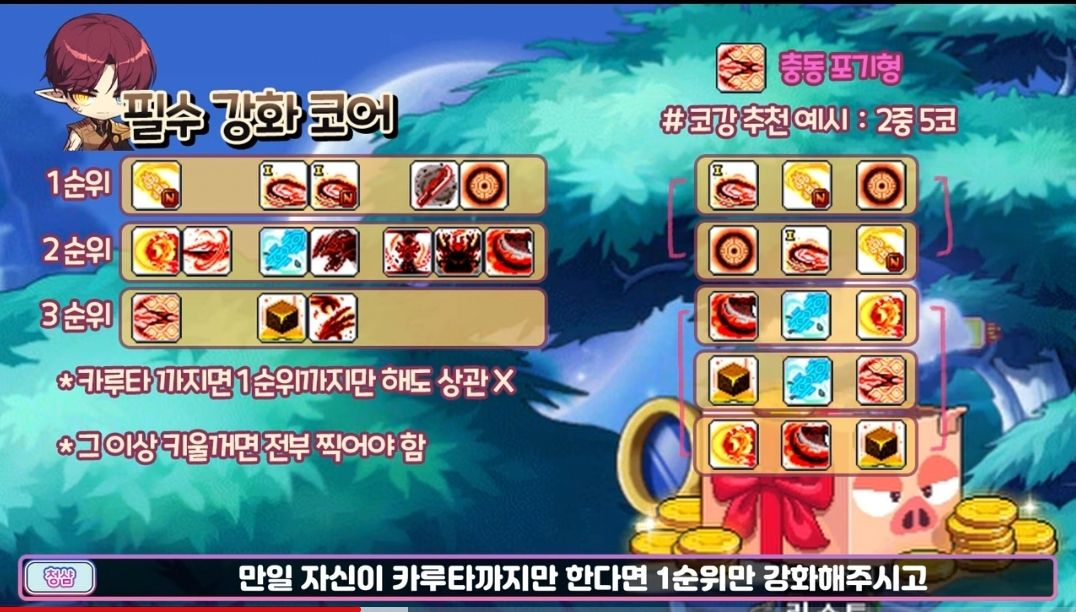 필수 강화 코어
충동 포기형
#코강 추천 예시 : 2중 5코
1순위
2순위
3순위
*카루타 까지면 1순위까지만 해도 상관 X
*그 이상 키울꺼면 전부 찍어야 함
청샴
만일 자신이 카루타까지만 한다면 1순위만 강화해주시고